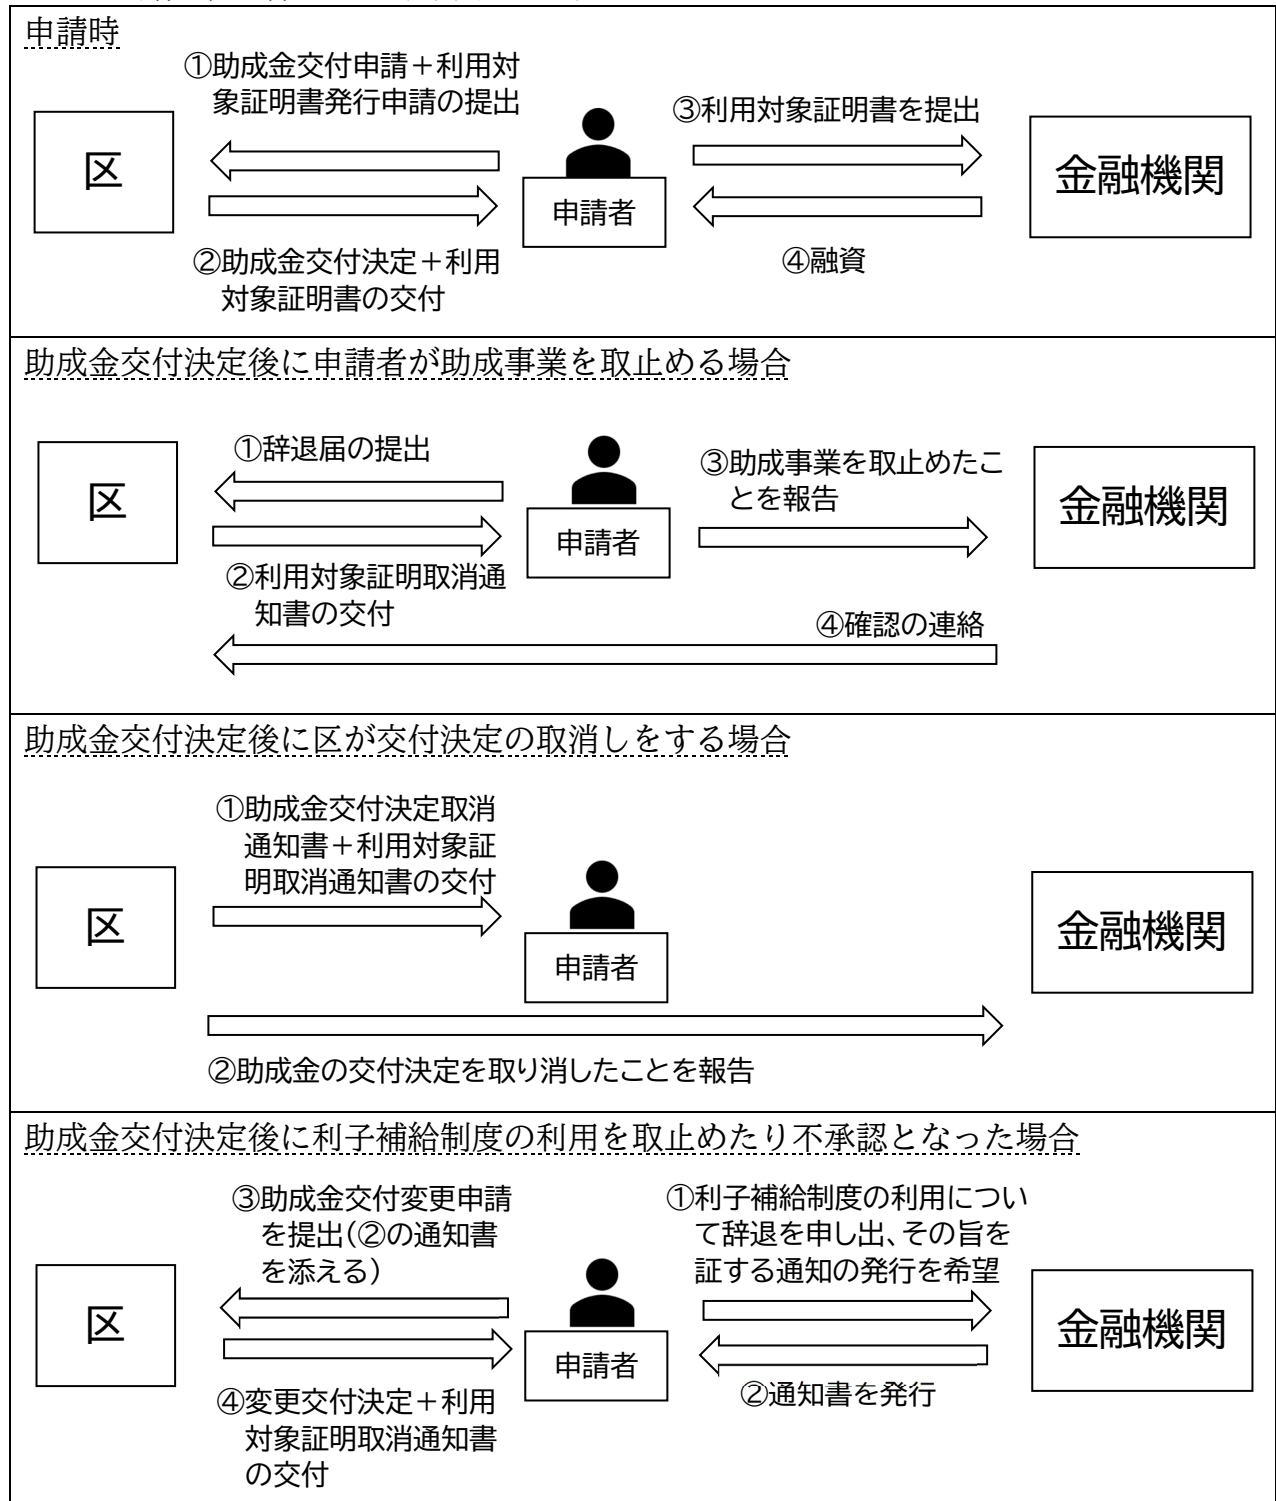 申請時
①助成金交付申請＋利用対
象証明書発行申請の提出
③利用対象証明書を提出
区
申請者
金融機関
②助成金交付決定＋利用
対象証明書の交付
④融資
助成金交付決定後に申請者が助成事業を取止める場合
①辞退届の提出
③助成事業を取止めたこ
とを報告
区
申請者
金融機関
②利用対象証明取消通
知書の交付
④確認の連絡
助成金交付決定後に区が交付決定の取消しをする場合
①助成金交付決定取消
通知書＋利用対象証
明取消通知書の交付
区
申請者
金融機関
②助成金の交付決定を取り消したことを報告
助成金交付決定後に利子補給制度の利用を取止めたり不承認となった場合
③助成金交付変更申請
を提出（②の通知書
を添える）
①利子補給制度の利用につい
て辞退を申し出、その旨を
証する通知の発行を希望
区
申請者
金融機関
②通知書を発行
④変更交付決定＋利用
対象証明取消通知書
の交付